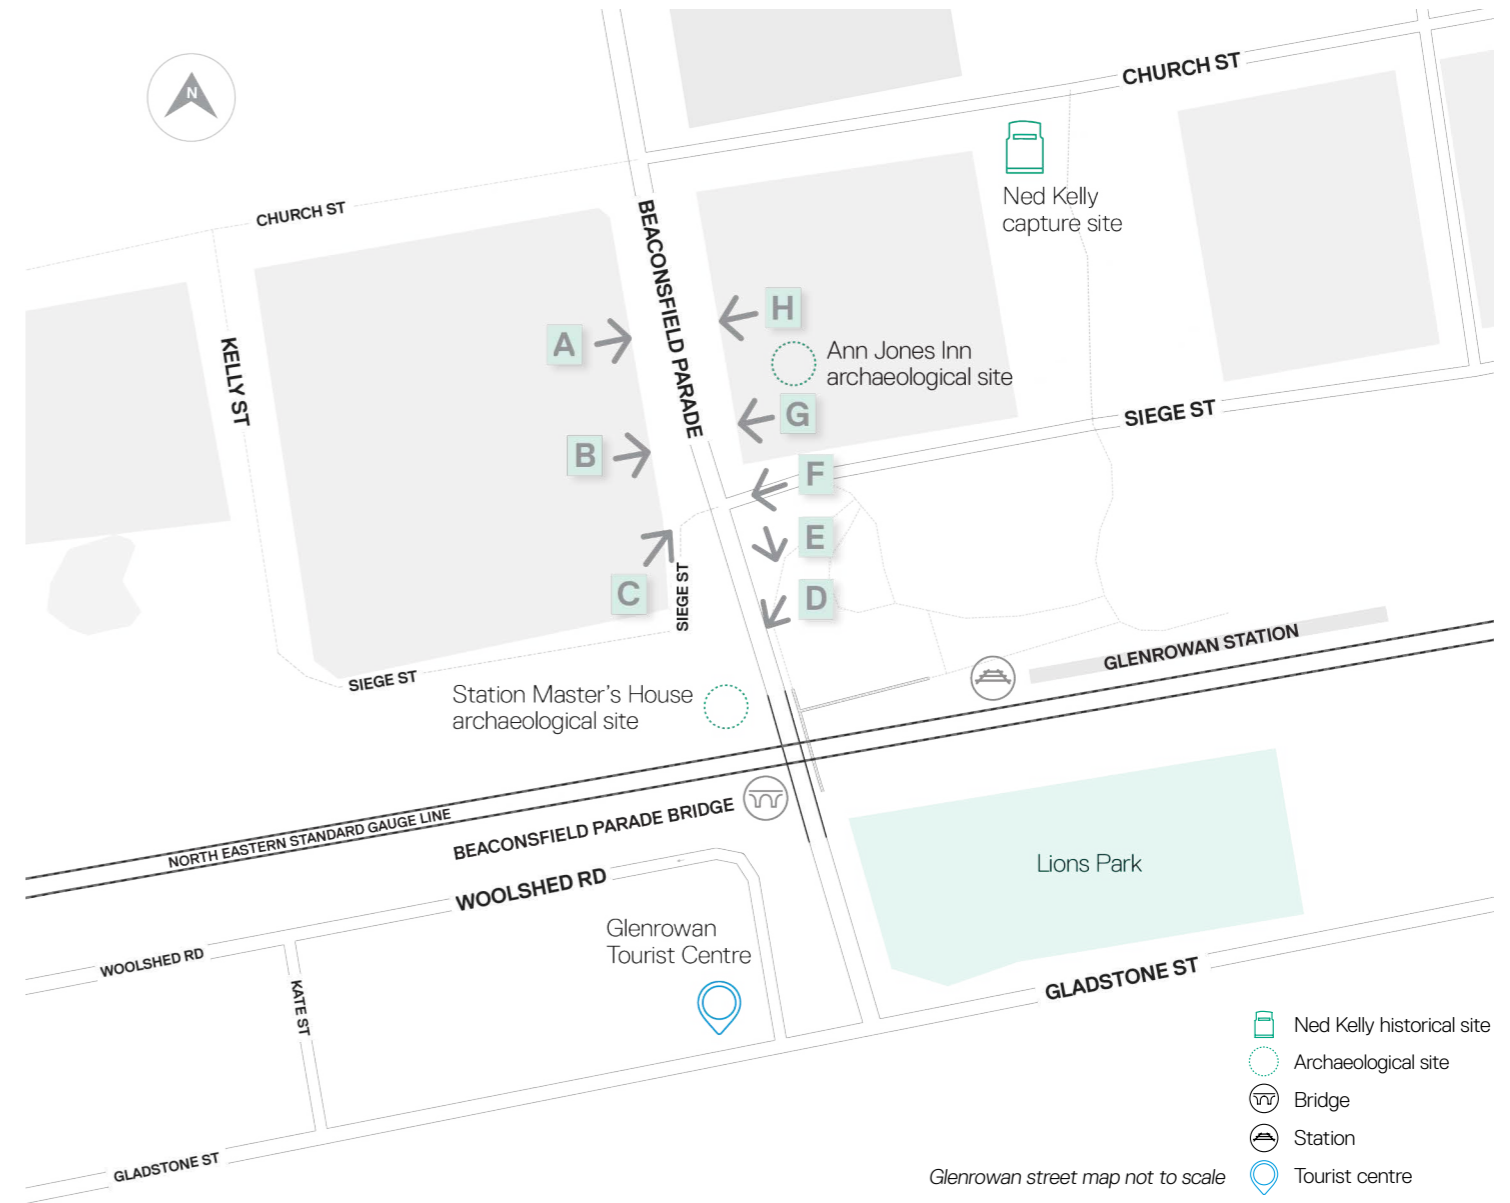 N
CHURCH ST
Ned Kelly
capture site
CHURCH ST
BEACONSFIELD PARADE
H
A
Ann Jones Inn
archaeological site
KELLY ST
G
SIEGE ST
B
F
E
C
D
SIEGE ST
GLENROWAN STATION
SIEGE ST
Station Master's House
archaeological site
NORTH EASTERN STANDARD GAUGE LINE
BEACONSFIELD PARADE BRIDGE
Lions Park
WOOLSHED RD
Glenrowan
Tourist Centre
WOOLSHED RD
KATE ST
GLADSTONE ST
GLADSTONE ST
Ned Kelly historical site
Archaeological site
Bridge
Station
Tourist centre
Glenrowan street map not to scale